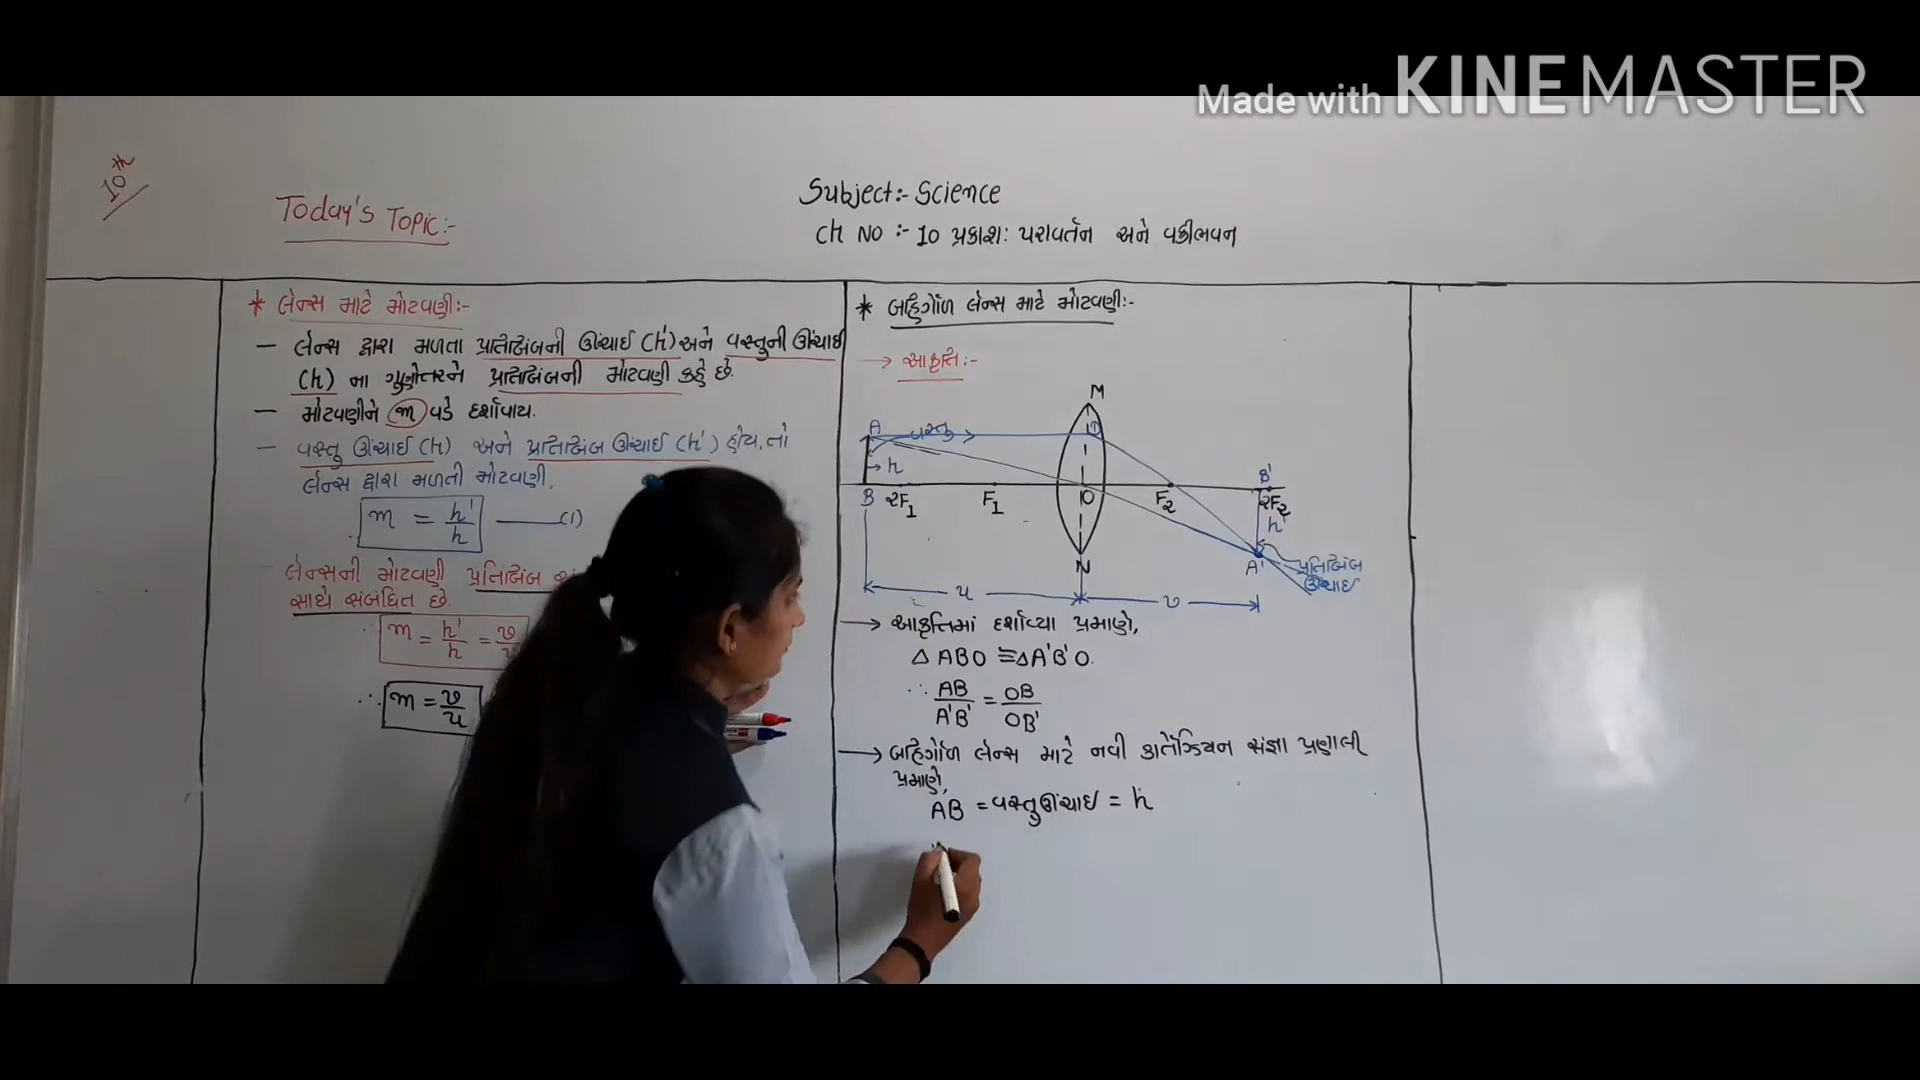 Made with KINEMASTER
10th
Today's Topic:-
Subject:- Science
Ch No :- 10 પ્રકાશ: પરાવર્તન અને વક્રીભવન
* લેન્સ માટે મોટવણી:-
– લેન્સ દ્વારા મળતા પ્રતિબિંબની ઊંચાઈ (h') અને વસ્તુની ઊંચાઈ
(h) ના ગુણોતરને પ્રતિબિંબની મોટવણી કહે છે.
– મોટવણીને m વડે દર્શાવાય.
– વસ્તુ ઊંચાઈ (h) અને પ્રતિબિંબ ઊંચાઈ (h') હોય, તો
લેન્સ દ્વારા મળતી મોટવણી,
m = h'/h ——(1)
લેન્સની મોટવણી પ્રતિબિંબ
સાથે સંબંધિત છે.
∴ m = h'/h = v/u
∴ m = v/u
* બહિર્ગોળ લેન્સ માટે મોટવણી:-
→ આકૃતિ:-
M
A વસ્તુ D
h
B 2F1 F1 O F2 B' 2F2
h'
N A' પ્રતિબિંબ
ઊંચાઈ
u v
→ આકૃતિમાં દર્શાવ્યા પ્રમાણે,
△ ABO ≅ △A'B'O.
∴ AB/A'B' = OB/OB'
→ બહિર્ગોળ લેન્સ માટે નવી કાર્તેઝિયન સંજ્ઞા પ્રણાલી
પ્રમાણે,
AB = વસ્તુઊંચાઈ = h